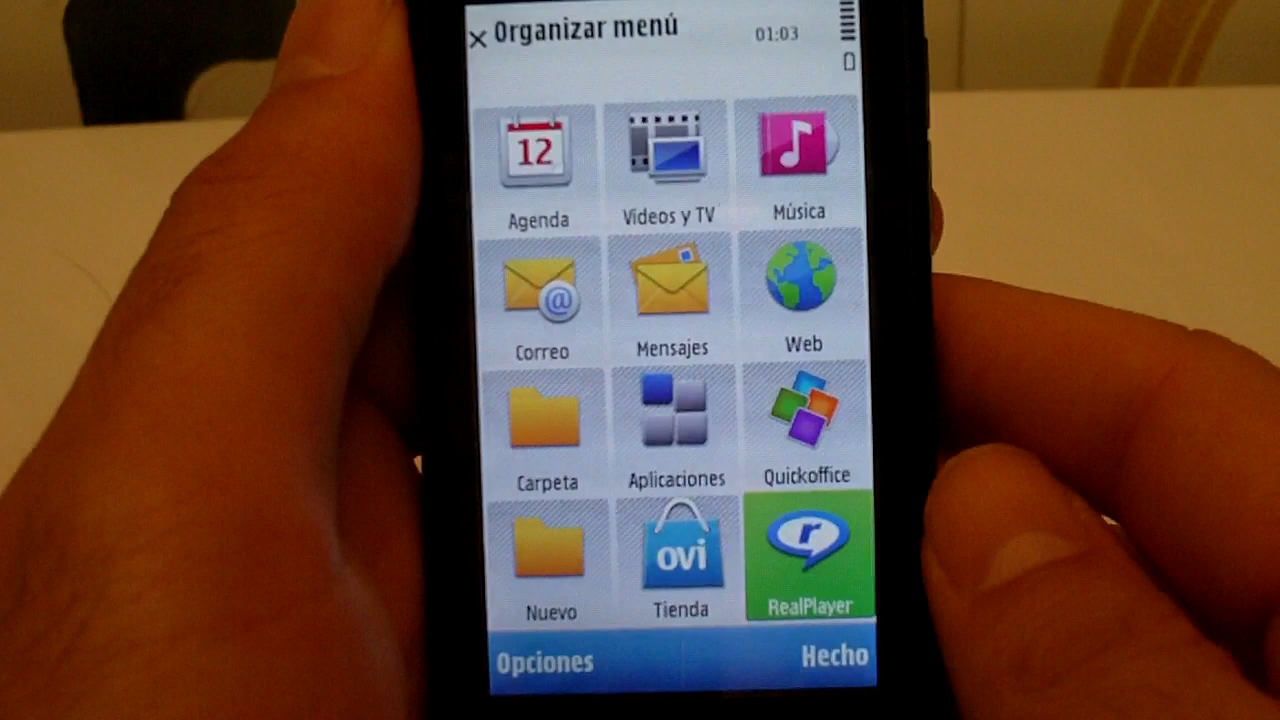 Organizar menú
01:03
12
Agenda
Vídeos y TV
Música
@
Correo
Mensajes
Web
Carpeta
Aplicaciones
Quickoffice
ovi
r
Nuevo
Tienda
RealPlayer
Opciones
Hecho